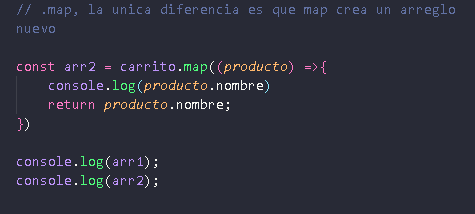 // .map, la unica diferencia es que map crea un arreglo
nuevo
const arr2 = carrito.map((producto) =>{
console.log(producto.nombre)
return producto.nombre;
})
console.log(arr1);
console.log(arr2);